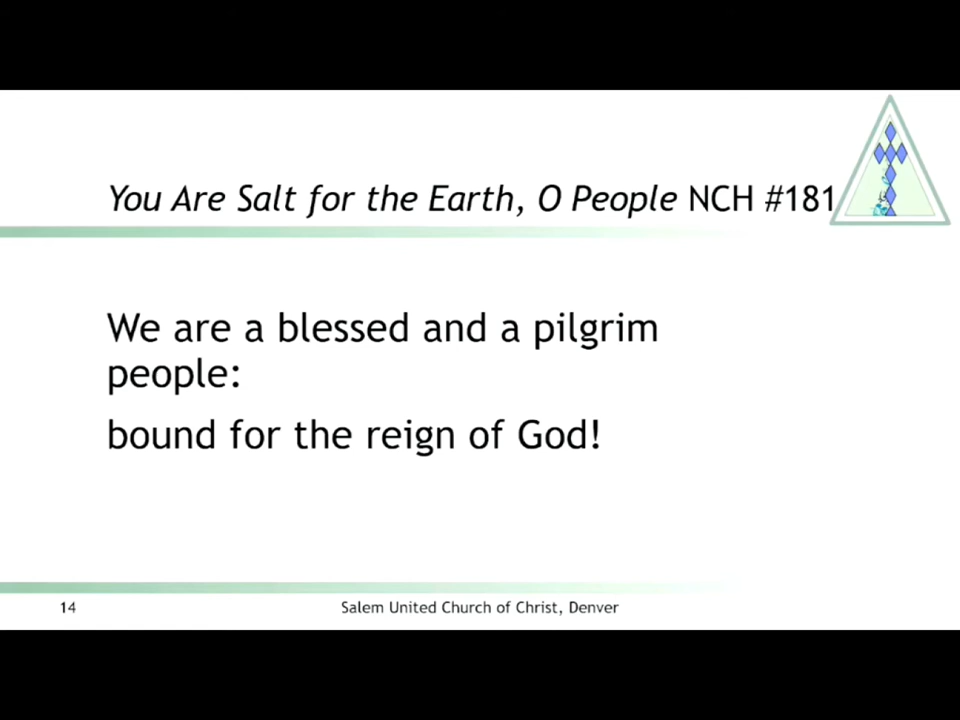 You Are Salt for the Earth, O People NCH #181
We are a blessed and a pilgrim
people:
bound for the reign of God!
14
Salem United Church of Christ, Denver